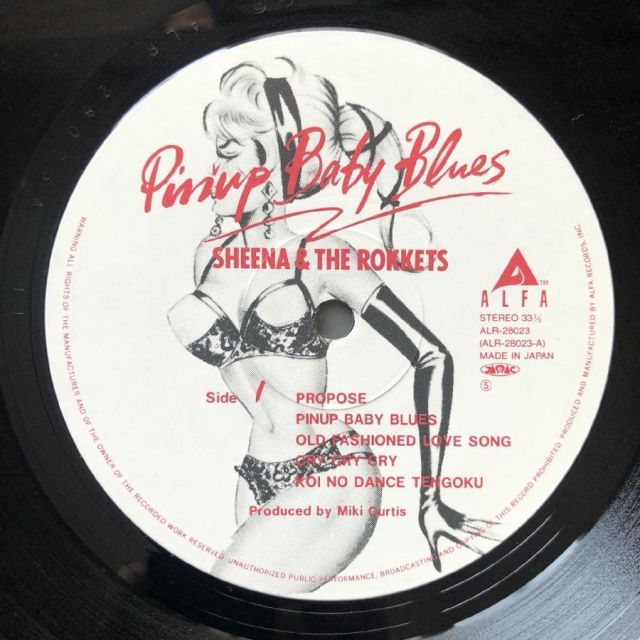 Pinup Baby Blues
SHEENA & THE ROKKETS
ALFA™
STEREO 33⅓
ALR-28023
(ALR-28023-A)
MADE IN JAPAN
JASRAC
Ⓢ
Side 1
PROPOSE
PINUP BABY BLUES
OLD FASHIONED LOVE SONG
CRY CRY CRY
KOI NO DANCE TENGOKU
Produced by Miki Curtis
WARNING ALL RIGHTS OF THE MANUFACTURER AND OF THE OWNER OF THE RECORDED WORK RESERVED. UNAUTHORIZED PUBLIC PERFORMANCE, BROADCASTING AND COPYING OF THIS RECORD PROHIBITED. PRODUCED AND MANUFACTURED BY ALFA RECORDS, INC.